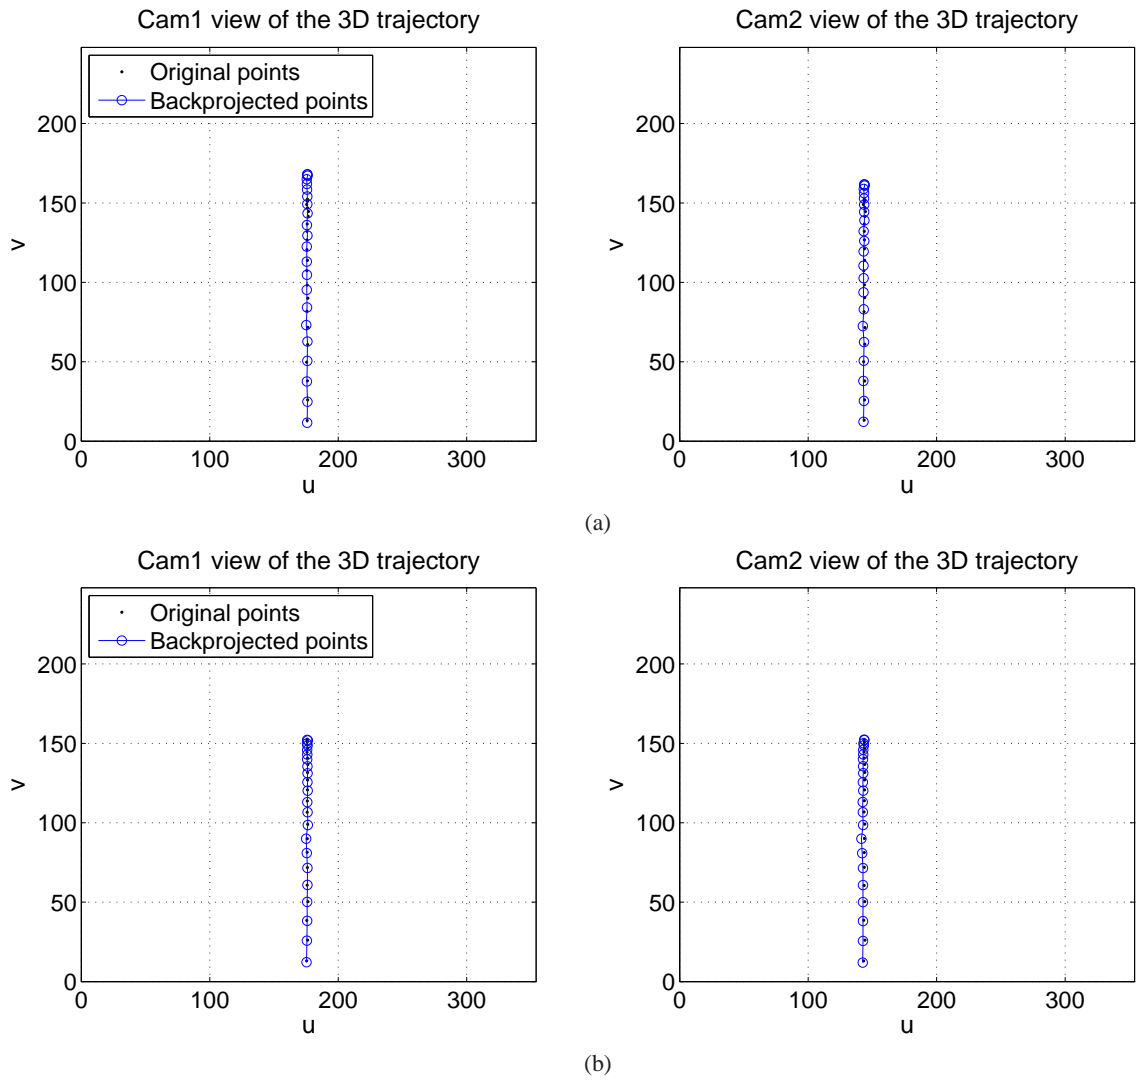 Cam1 view of the 3D trajectory
Original points
Backprojected points
200
150
100
50
0
0 100 200 300
v
u
Cam2 view of the 3D trajectory
200
150
100
50
0
0 100 200 300
v
u
(a)
Cam1 view of the 3D trajectory
Original points
Backprojected points
200
150
100
50
0
0 100 200 300
v
u
Cam2 view of the 3D trajectory
200
150
100
50
0
0 100 200 300
v
u
(b)